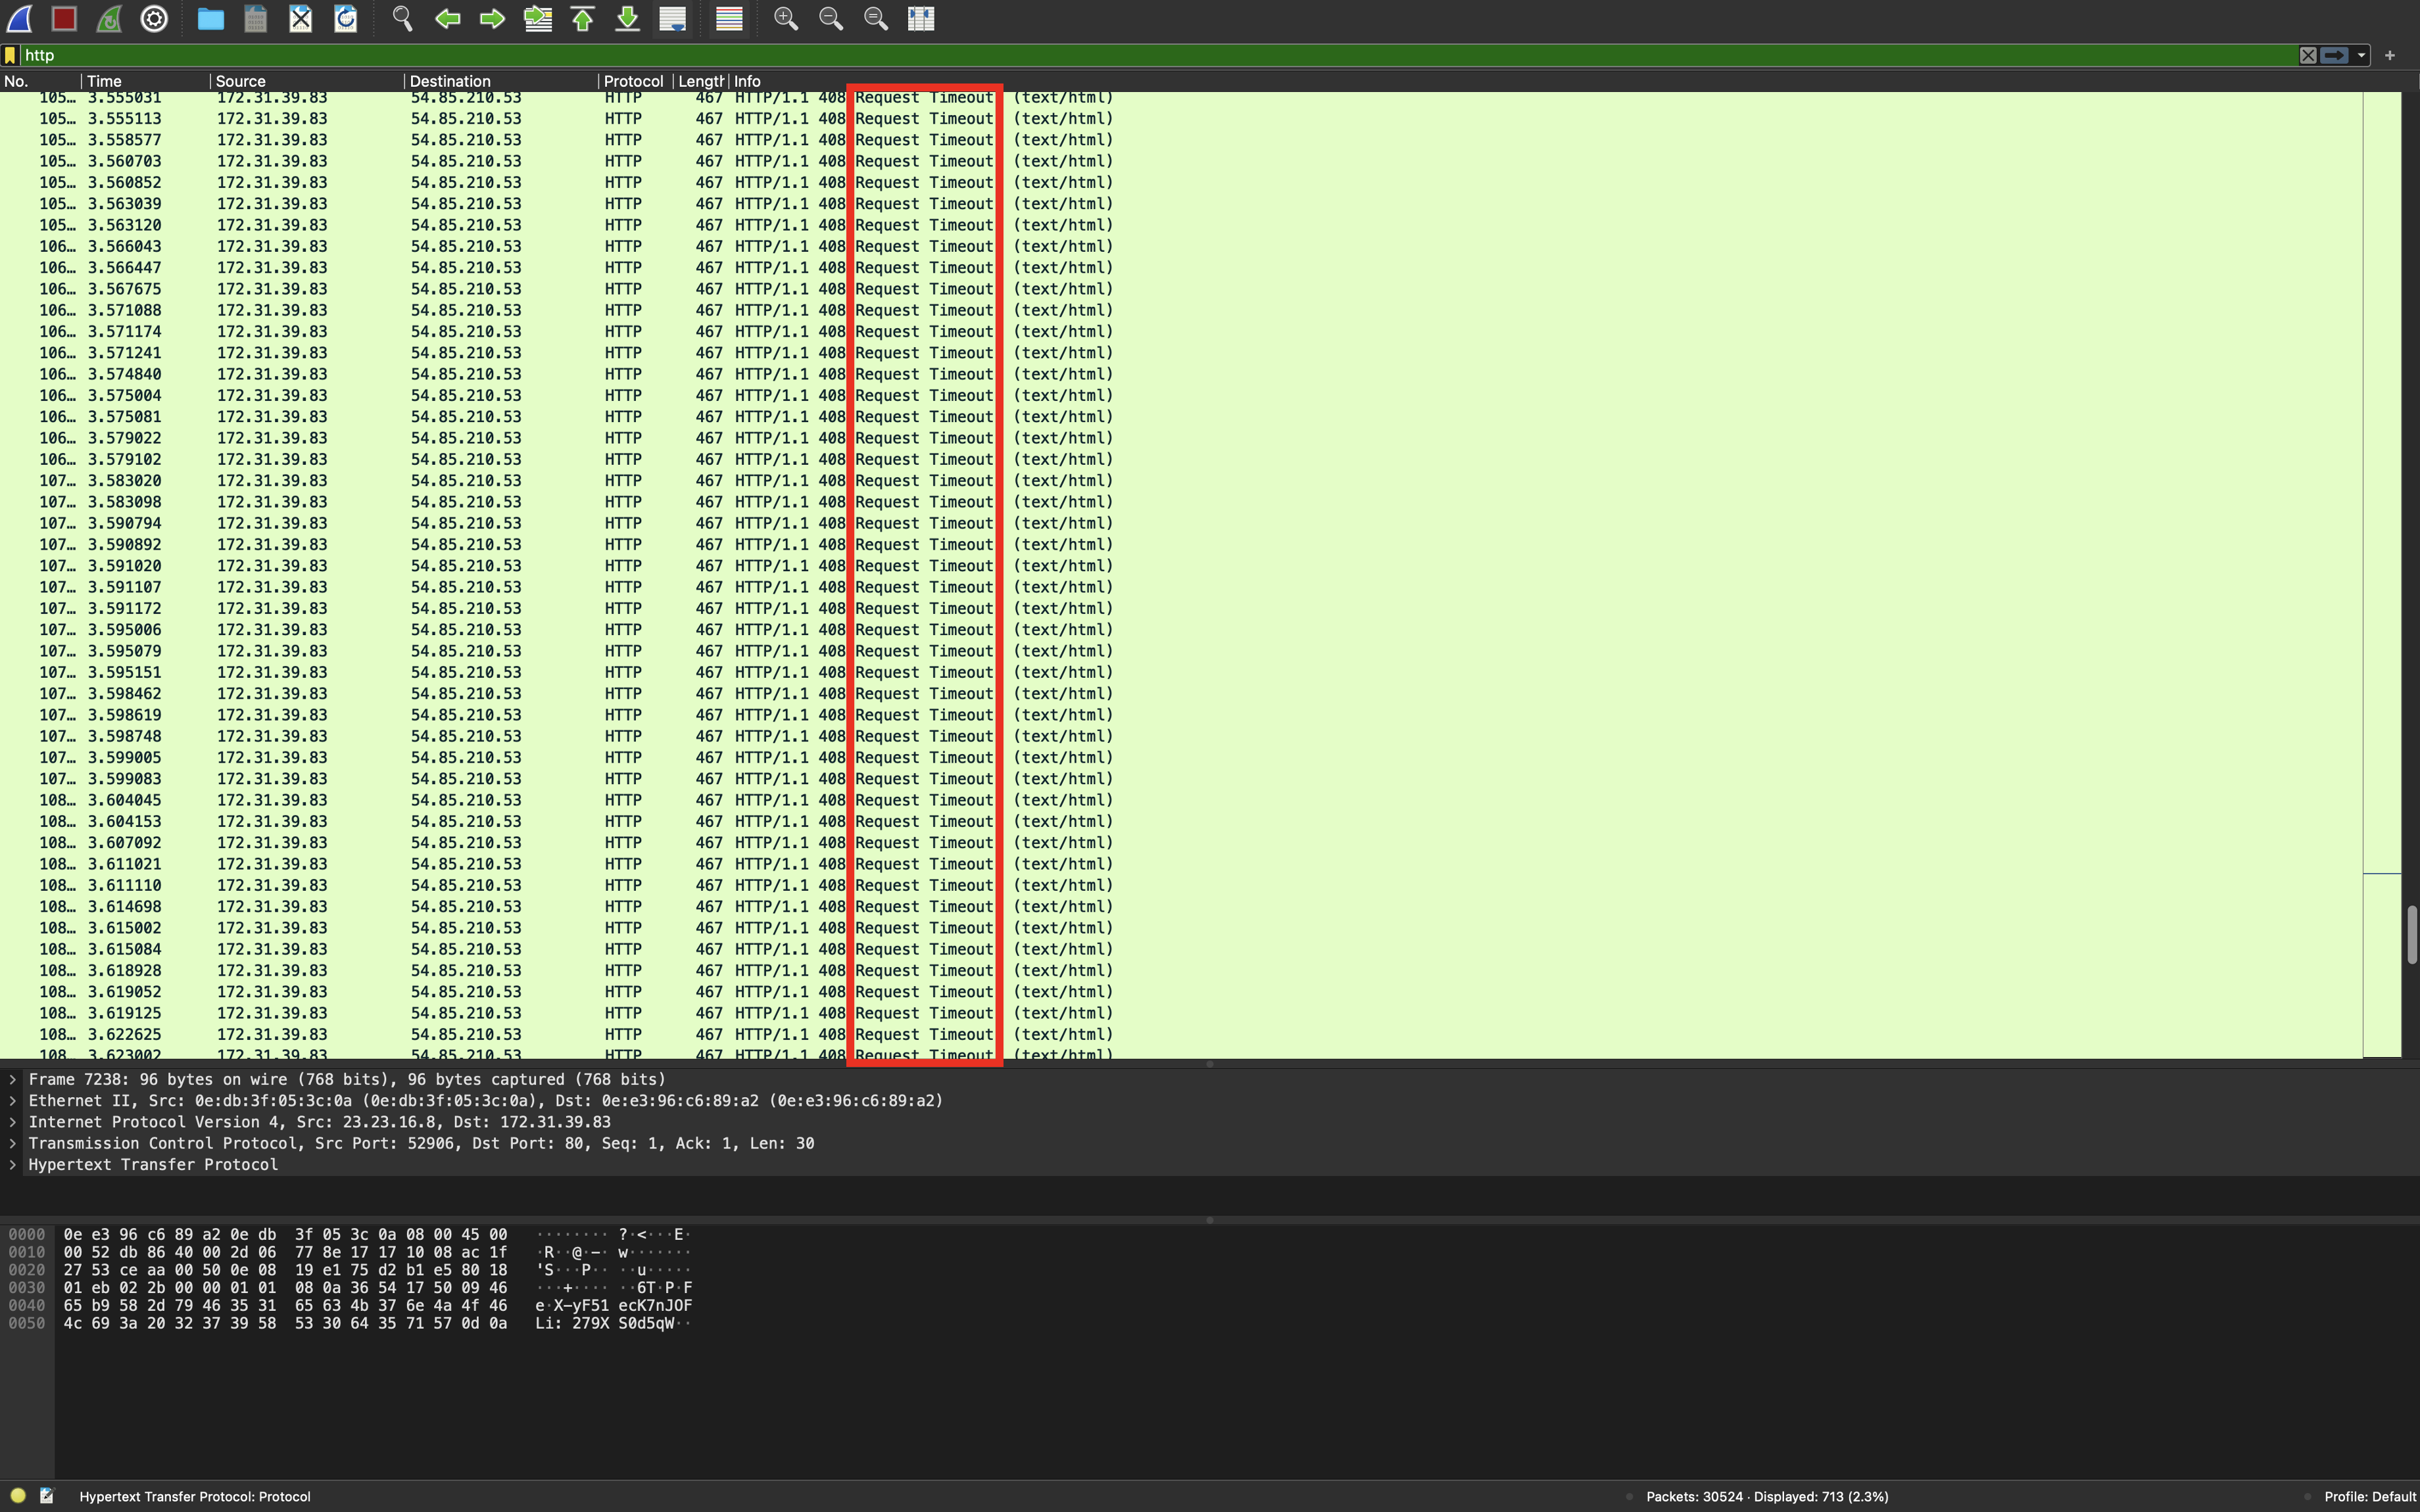 http
No. Time Source Destination Protocol Length Info
105… 3.555031 172.31.39.83 54.85.210.53 HTTP 467 HTTP/1.1 408 Request Timeout (text/html)
105… 3.555113 172.31.39.83 54.85.210.53 HTTP 467 HTTP/1.1 408 Request Timeout (text/html)
105… 3.558577 172.31.39.83 54.85.210.53 HTTP 467 HTTP/1.1 408 Request Timeout (text/html)
105… 3.560703 172.31.39.83 54.85.210.53 HTTP 467 HTTP/1.1 408 Request Timeout (text/html)
105… 3.560852 172.31.39.83 54.85.210.53 HTTP 467 HTTP/1.1 408 Request Timeout (text/html)
105… 3.563039 172.31.39.83 54.85.210.53 HTTP 467 HTTP/1.1 408 Request Timeout (text/html)
105… 3.563120 172.31.39.83 54.85.210.53 HTTP 467 HTTP/1.1 408 Request Timeout (text/html)
106… 3.566043 172.31.39.83 54.85.210.53 HTTP 467 HTTP/1.1 408 Request Timeout (text/html)
106… 3.566447 172.31.39.83 54.85.210.53 HTTP 467 HTTP/1.1 408 Request Timeout (text/html)
106… 3.567675 172.31.39.83 54.85.210.53 HTTP 467 HTTP/1.1 408 Request Timeout (text/html)
106… 3.571088 172.31.39.83 54.85.210.53 HTTP 467 HTTP/1.1 408 Request Timeout (text/html)
106… 3.571174 172.31.39.83 54.85.210.53 HTTP 467 HTTP/1.1 408 Request Timeout (text/html)
106… 3.571241 172.31.39.83 54.85.210.53 HTTP 467 HTTP/1.1 408 Request Timeout (text/html)
106… 3.574840 172.31.39.83 54.85.210.53 HTTP 467 HTTP/1.1 408 Request Timeout (text/html)
106… 3.575004 172.31.39.83 54.85.210.53 HTTP 467 HTTP/1.1 408 Request Timeout (text/html)
106… 3.575081 172.31.39.83 54.85.210.53 HTTP 467 HTTP/1.1 408 Request Timeout (text/html)
106… 3.579022 172.31.39.83 54.85.210.53 HTTP 467 HTTP/1.1 408 Request Timeout (text/html)
106… 3.579102 172.31.39.83 54.85.210.53 HTTP 467 HTTP/1.1 408 Request Timeout (text/html)
107… 3.583020 172.31.39.83 54.85.210.53 HTTP 467 HTTP/1.1 408 Request Timeout (text/html)
107… 3.583098 172.31.39.83 54.85.210.53 HTTP 467 HTTP/1.1 408 Request Timeout (text/html)
107… 3.590794 172.31.39.83 54.85.210.53 HTTP 467 HTTP/1.1 408 Request Timeout (text/html)
107… 3.590892 172.31.39.83 54.85.210.53 HTTP 467 HTTP/1.1 408 Request Timeout (text/html)
107… 3.591020 172.31.39.83 54.85.210.53 HTTP 467 HTTP/1.1 408 Request Timeout (text/html)
107… 3.591107 172.31.39.83 54.85.210.53 HTTP 467 HTTP/1.1 408 Request Timeout (text/html)
107… 3.591172 172.31.39.83 54.85.210.53 HTTP 467 HTTP/1.1 408 Request Timeout (text/html)
107… 3.595006 172.31.39.83 54.85.210.53 HTTP 467 HTTP/1.1 408 Request Timeout (text/html)
107… 3.595079 172.31.39.83 54.85.210.53 HTTP 467 HTTP/1.1 408 Request Timeout (text/html)
107… 3.595151 172.31.39.83 54.85.210.53 HTTP 467 HTTP/1.1 408 Request Timeout (text/html)
107… 3.598462 172.31.39.83 54.85.210.53 HTTP 467 HTTP/1.1 408 Request Timeout (text/html)
107… 3.598619 172.31.39.83 54.85.210.53 HTTP 467 HTTP/1.1 408 Request Timeout (text/html)
107… 3.598748 172.31.39.83 54.85.210.53 HTTP 467 HTTP/1.1 408 Request Timeout (text/html)
107… 3.599005 172.31.39.83 54.85.210.53 HTTP 467 HTTP/1.1 408 Request Timeout (text/html)
107… 3.599083 172.31.39.83 54.85.210.53 HTTP 467 HTTP/1.1 408 Request Timeout (text/html)
108… 3.604045 172.31.39.83 54.85.210.53 HTTP 467 HTTP/1.1 408 Request Timeout (text/html)
108… 3.604153 172.31.39.83 54.85.210.53 HTTP 467 HTTP/1.1 408 Request Timeout (text/html)
108… 3.607092 172.31.39.83 54.85.210.53 HTTP 467 HTTP/1.1 408 Request Timeout (text/html)
108… 3.611021 172.31.39.83 54.85.210.53 HTTP 467 HTTP/1.1 408 Request Timeout (text/html)
108… 3.611110 172.31.39.83 54.85.210.53 HTTP 467 HTTP/1.1 408 Request Timeout (text/html)
108… 3.614698 172.31.39.83 54.85.210.53 HTTP 467 HTTP/1.1 408 Request Timeout (text/html)
108… 3.615002 172.31.39.83 54.85.210.53 HTTP 467 HTTP/1.1 408 Request Timeout (text/html)
108… 3.615084 172.31.39.83 54.85.210.53 HTTP 467 HTTP/1.1 408 Request Timeout (text/html)
108… 3.618928 172.31.39.83 54.85.210.53 HTTP 467 HTTP/1.1 408 Request Timeout (text/html)
108… 3.619052 172.31.39.83 54.85.210.53 HTTP 467 HTTP/1.1 408 Request Timeout (text/html)
108… 3.619125 172.31.39.83 54.85.210.53 HTTP 467 HTTP/1.1 408 Request Timeout (text/html)
108… 3.622625 172.31.39.83 54.85.210.53 HTTP 467 HTTP/1.1 408 Request Timeout (text/html)
108… 3.623002 172.31.39.83 54.85.210.53 HTTP 467 HTTP/1.1 408 Request Timeout (text/html)
Frame 7238: 96 bytes on wire (768 bits), 96 bytes captured (768 bits)
Ethernet II, Src: 0e:db:3f:05:3c:0a (0e:db:3f:05:3c:0a), Dst: 0e:e3:96:c6:89:a2 (0e:e3:96:c6:89:a2)
Internet Protocol Version 4, Src: 23.23.16.8, Dst: 172.31.39.83
Transmission Control Protocol, Src Port: 52906, Dst Port: 80, Seq: 1, Ack: 1, Len: 30
Hypertext Transfer Protocol
0000 0e e3 96 c6 89 a2 0e db 3f 05 3c 0a 08 00 45 00 ········ ?·<···E·
0010 00 52 db 86 40 00 2d 06 77 8e 17 17 10 08 ac 1f ·R··@·-· w·······
0020 27 53 ce aa 00 50 0e 08 19 e1 75 d2 b1 e5 80 18 'S···P·· ··u·····
0030 01 eb 02 2b 00 00 01 01 08 0a 36 54 17 50 09 46 ···+···· ··6T·P·F
0040 65 b9 58 2d 79 46 35 31 65 63 4b 37 6e 4a 4f 46 e·X-yF51 ecK7nJOF
0050 4c 69 3a 20 32 37 39 58 53 30 64 35 71 57 0d 0a Li: 279X S0d5qW··
Hypertext Transfer Protocol: Protocol
Packets: 30524 · Displayed: 713 (2.3%)
Profile: Default